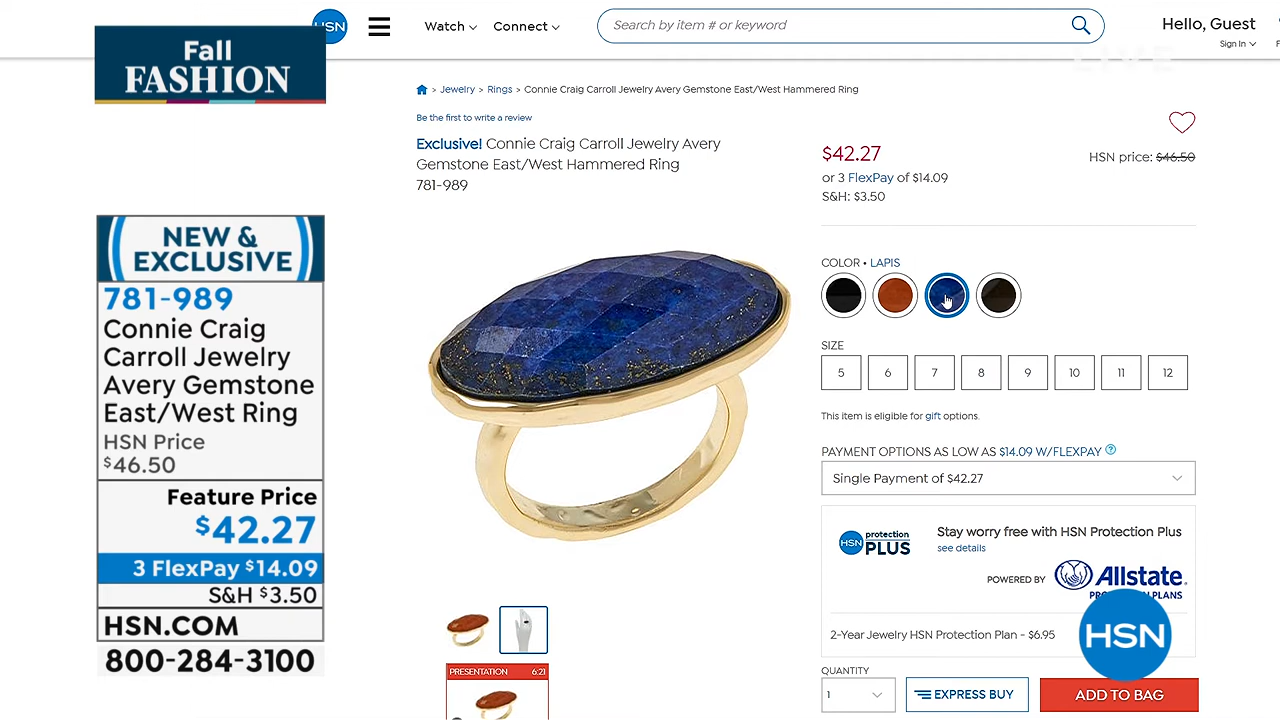 HSN
Watch
Connect
Search by item # or keyword
Hello, Guest
Sign In
LIVE
Fall
FASHION
> Jewelry > Rings > Connie Craig Carroll Jewelry Avery Gemstone East/West Hammered Ring
Be the first to write a review
Exclusive! Connie Craig Carroll Jewelry Avery
Gemstone East/West Hammered Ring
781-989
$42.27
HSN price: $46.50
or 3 FlexPay of $14.09
S&H: $3.50
COLOR • LAPIS
SIZE
5 6 7 8 9 10 11 12
This item is eligible for gift options.
PAYMENT OPTIONS AS LOW AS $14.09 W/FLEXPAY ?
Single Payment of $42.27
HSN protection PLUS
Stay worry free with HSN Protection Plus
see details
POWERED BY Allstate
PLANS
2-Year Jewelry HSN Protection Plan - $6.95
HSN
QUANTITY
1
EXPRESS BUY
ADD TO BAG
PRESENTATION 6:21
NEW &
EXCLUSIVE
781-989
Connie Craig
Carroll Jewelry
Avery Gemstone
East/West Ring
HSN Price
$46.50
Feature Price
$42.27
3 FlexPay $14.09
S&H $3.50
HSN.COM
800-284-3100